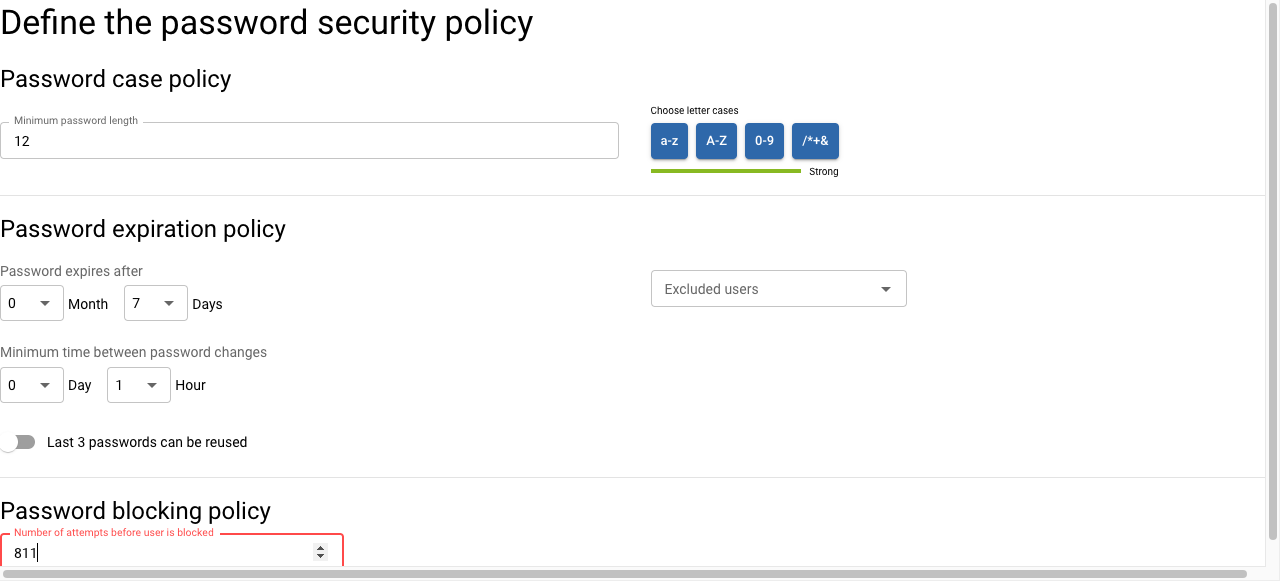 Define the password security policy
Password case policy
Minimum password length
12
Choose letter cases
a-z A-Z 0-9 /*+&
Strong
Password expiration policy
Password expires after
0 Month 7 Days
Excluded users
Minimum time between password changes
0 Day 1 Hour
Last 3 passwords can be reused
Password blocking policy
Number of attempts before user is blocked
811